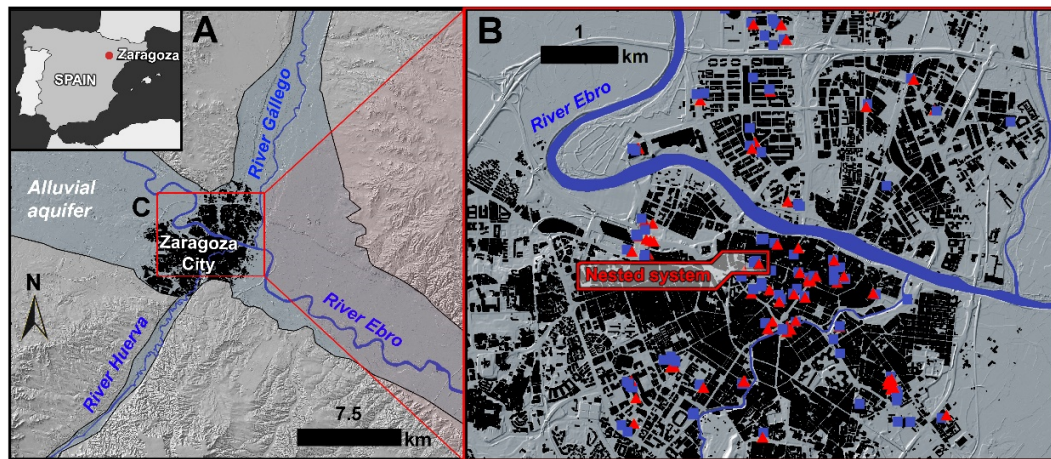 Zaragoza
SPAIN
A
River Gállego
Alluvial
aquifer
C
Zaragoza
City
N
River Huerva
River Ebro
7.5
km
B
1
km
River Ebro
Nested system